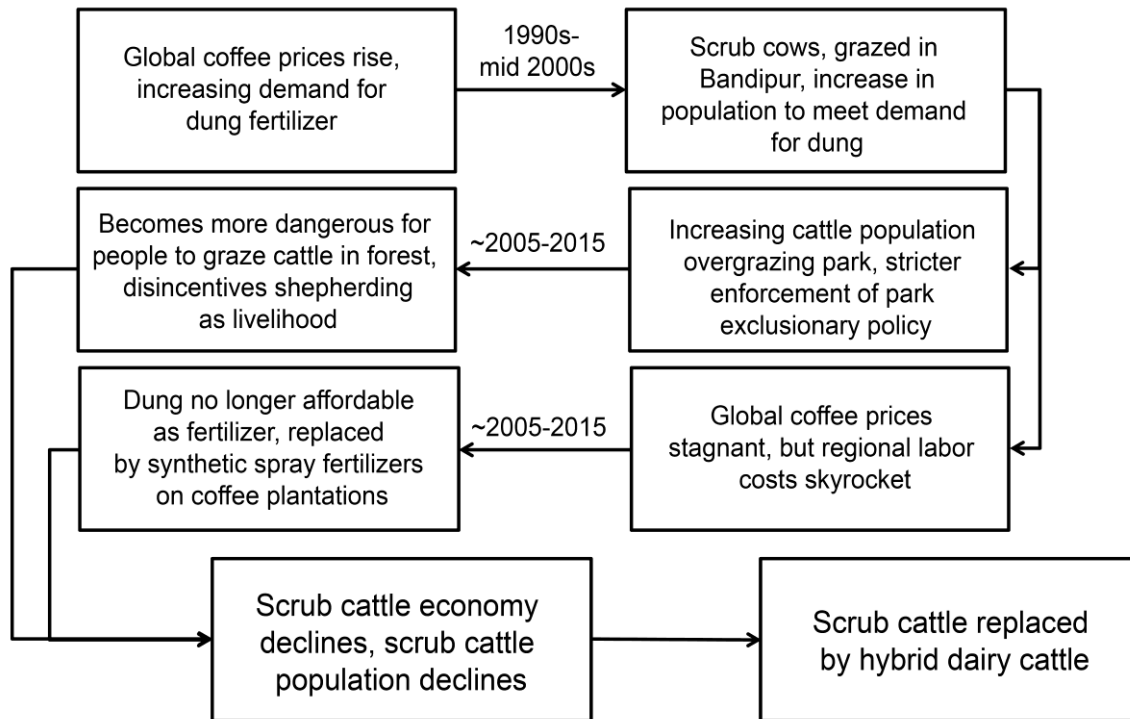 Global coffee prices rise,
increasing demand for
dung fertilizer
1990s-
mid 2000s
Scrub cows, grazed in
Bandipur, increase in
population to meet demand
for dung
Becomes more dangerous for
people to graze cattle in forest,
disincentives shepherding
as livelihood
~2005-2015
Increasing cattle population
overgrazing park, stricter
enforcement of park
exclusionary policy
Dung no longer affordable
as fertilizer, replaced
by synthetic spray fertilizers
on coffee plantations
~2005-2015
Global coffee prices
stagnant, but regional labor
costs skyrocket
Scrub cattle economy
declines, scrub cattle
population declines
Scrub cattle replaced
by hybrid dairy cattle